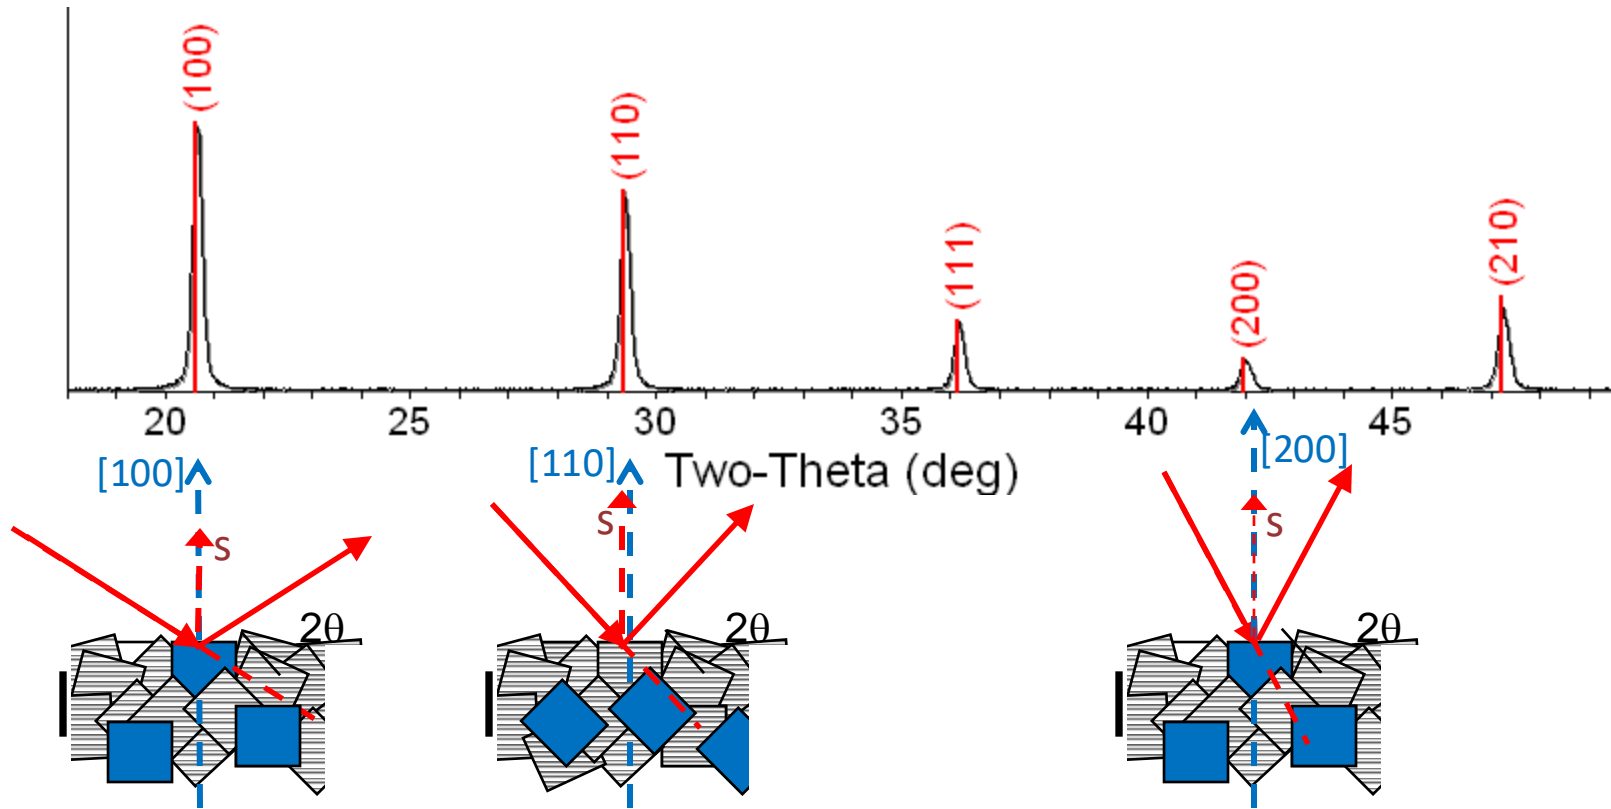 (100)
(110)
(111)
(200)
(210)
20
25
30
35
40
45
Two-Theta (deg)
[100]
[110]
[200]
s
s
s
2θ
2θ
2θ